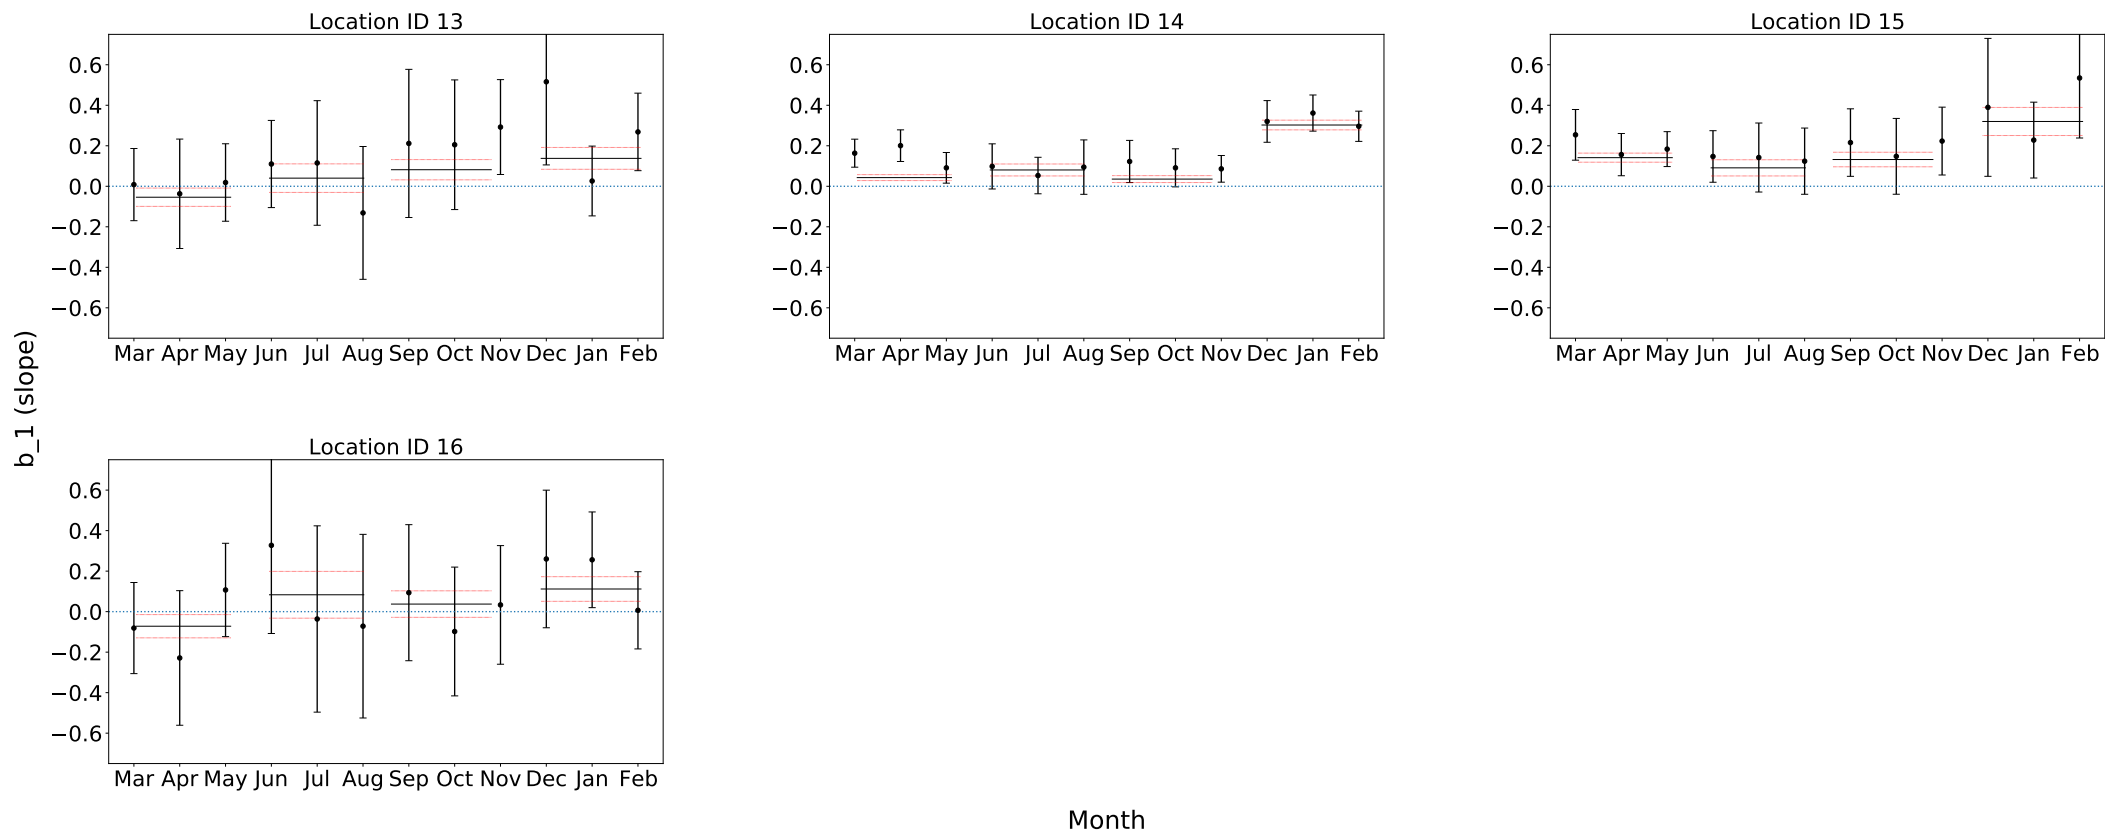 Location ID 13
Location ID 14
Location ID 15
0.6
0.4
0.2
0.0
−0.2
−0.4
−0.6
0.6
0.4
0.2
0.0
−0.2
−0.4
−0.6
0.6
0.4
0.2
0.0
−0.2
−0.4
−0.6
Mar Apr May Jun Jul Aug Sep Oct Nov Dec Jan Feb
Mar Apr May Jun Jul Aug Sep Oct Nov Dec Jan Feb
Mar Apr May Jun Jul Aug Sep Oct Nov Dec Jan Feb
b_1 (slope)
Location ID 16
0.6
0.4
0.2
0.0
−0.2
−0.4
−0.6
Mar Apr May Jun Jul Aug Sep Oct Nov Dec Jan Feb
Month